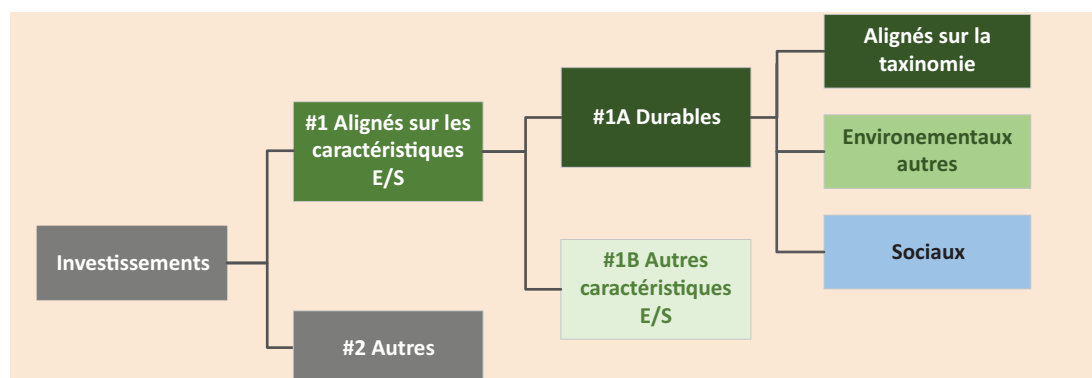 Investissements
#1 Alignés sur les
caractéristiques
E/S
#2 Autres
#1A Durables
#1B Autres
caractéristiques
E/S
Alignés sur la
taxinomie
Environementaux
autres
Sociaux